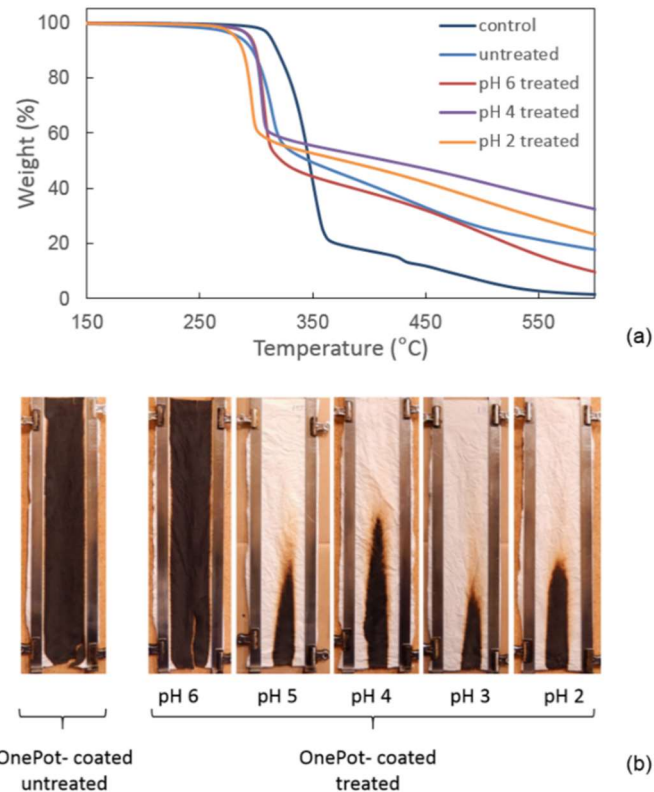 100
80
60
40
20
0
Weight (%)
control
untreated
pH 6 treated
pH 4 treated
pH 2 treated
150 250 350 450 550
Temperature (°C)
(a)
pH 6 pH 5 pH 4 pH 3 pH 2
OnePot- coated OnePot- coated
untreated treated
(b)